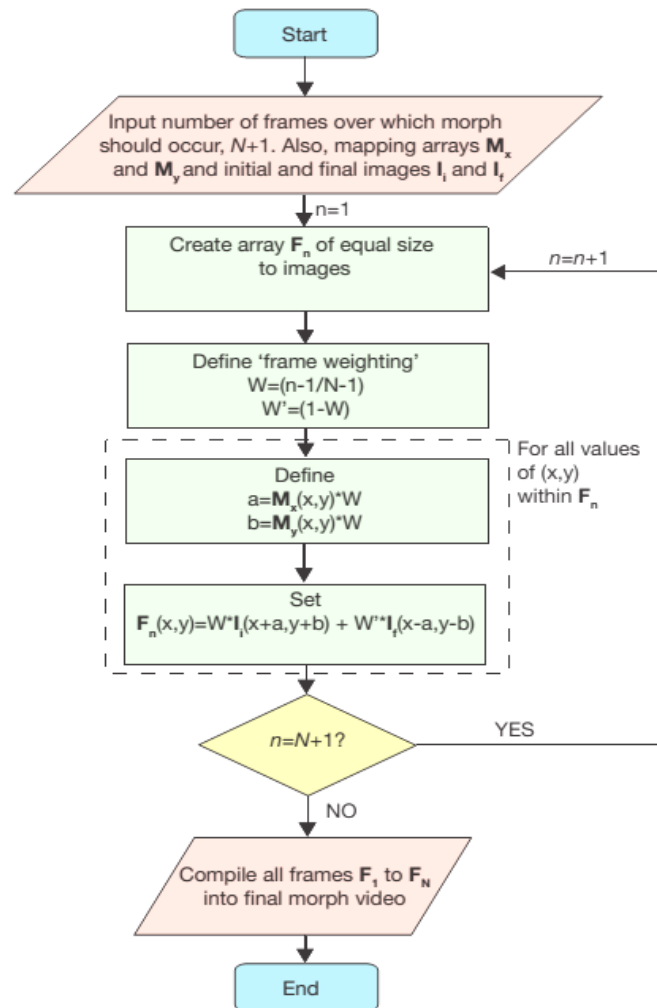 Start
Input number of frames over which morph
should occur, N+1. Also, mapping arrays Mx
and My and initial and final images Ii and If
n=1
Create array Fn of equal size
to images
n=n+1
Define ‘frame weighting’
W=(n-1/N-1)
W’=(1-W)
For all values
of (x,y)
within Fn
Define
a=Mx(x,y)*W
b=My(x,y)*W
Set
Fn(x,y)=W*Ii(x+a,y+b) + W’*If(x-a,y-b)
n=N+1?
YES
NO
Compile all frames F1 to FN
into final morph video
End